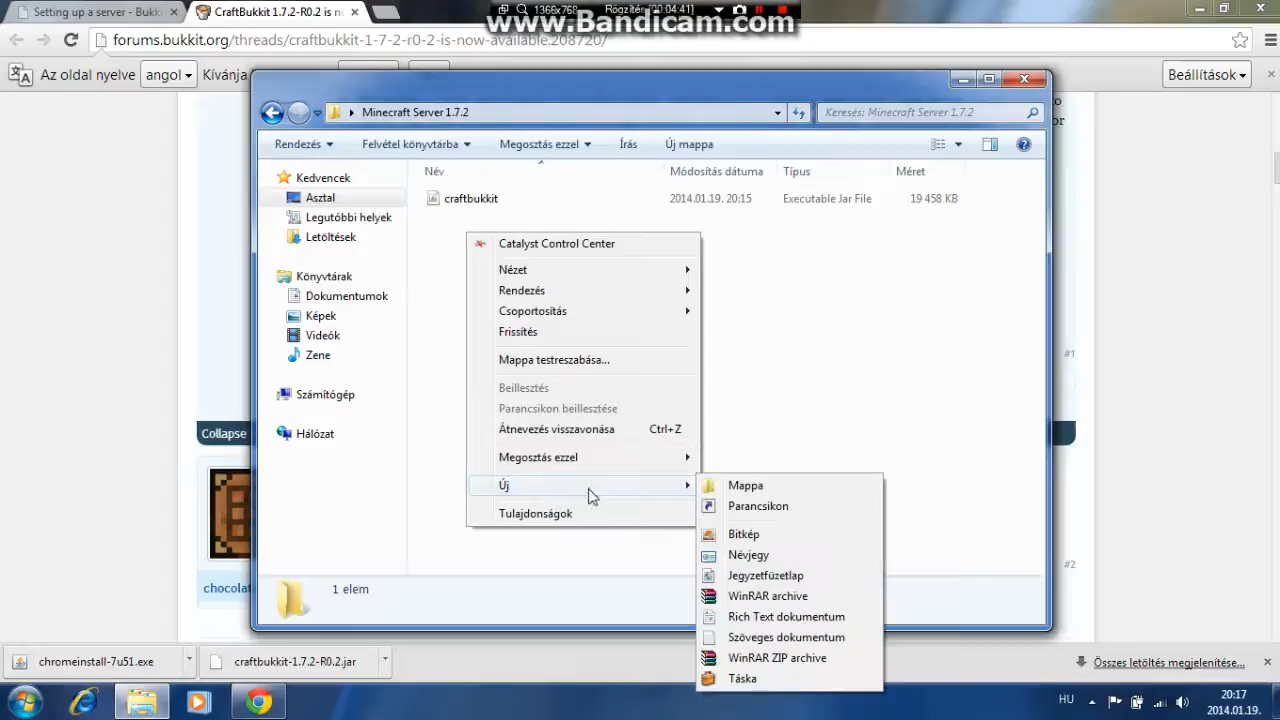 Setting up a server - Bukk
CraftBukkit 1.7.2-R0.2 is n
1366x768
Rögzítés [00:04:41]
www.Bandicam.com
forums.bukkit.org/threads/craftbukkit-1-7-2-r0-2-is-now-available.208720/
Az oldal nyelve
angol
Kívánja
Beállítások
Minecraft Server 1.7.2
Keresés: Minecraft Server 1.7.2
Rendezés
Felvétel könyvtárba
Megosztás ezzel
Írás
Új mappa
Kedvencek
Asztal
Legutóbbi helyek
Letöltések
Könyvtárak
Dokumentumok
Képek
Videók
Zene
Számítógép
Hálózat
Név
Módosítás dátuma
Típus
Méret
craftbukkit
2014.01.19. 20:15
Executable Jar File
19 458 KB
Catalyst Control Center
Nézet
Rendezés
Csoportosítás
Frissítés
Mappa testreszabása...
Beillesztés
Parancsikon beillesztése
Átnevezés visszavonása Ctrl+Z
Megosztás ezzel
Új
Tulajdonságok
Mappa
Parancsikon
Bitkép
Névjegy
Jegyzetfüzetlap
WinRAR archive
Rich Text dokumentum
Szöveges dokumentum
WinRAR ZIP archive
Táska
1 elem
to
or
#1
Collapse
#2
chocolat
chromeinstall-7u51.exe
craftbukkit-1.7.2-R0.2.jar
Összes letöltés megjelenítése...
HU
20:17
2014.01.19.